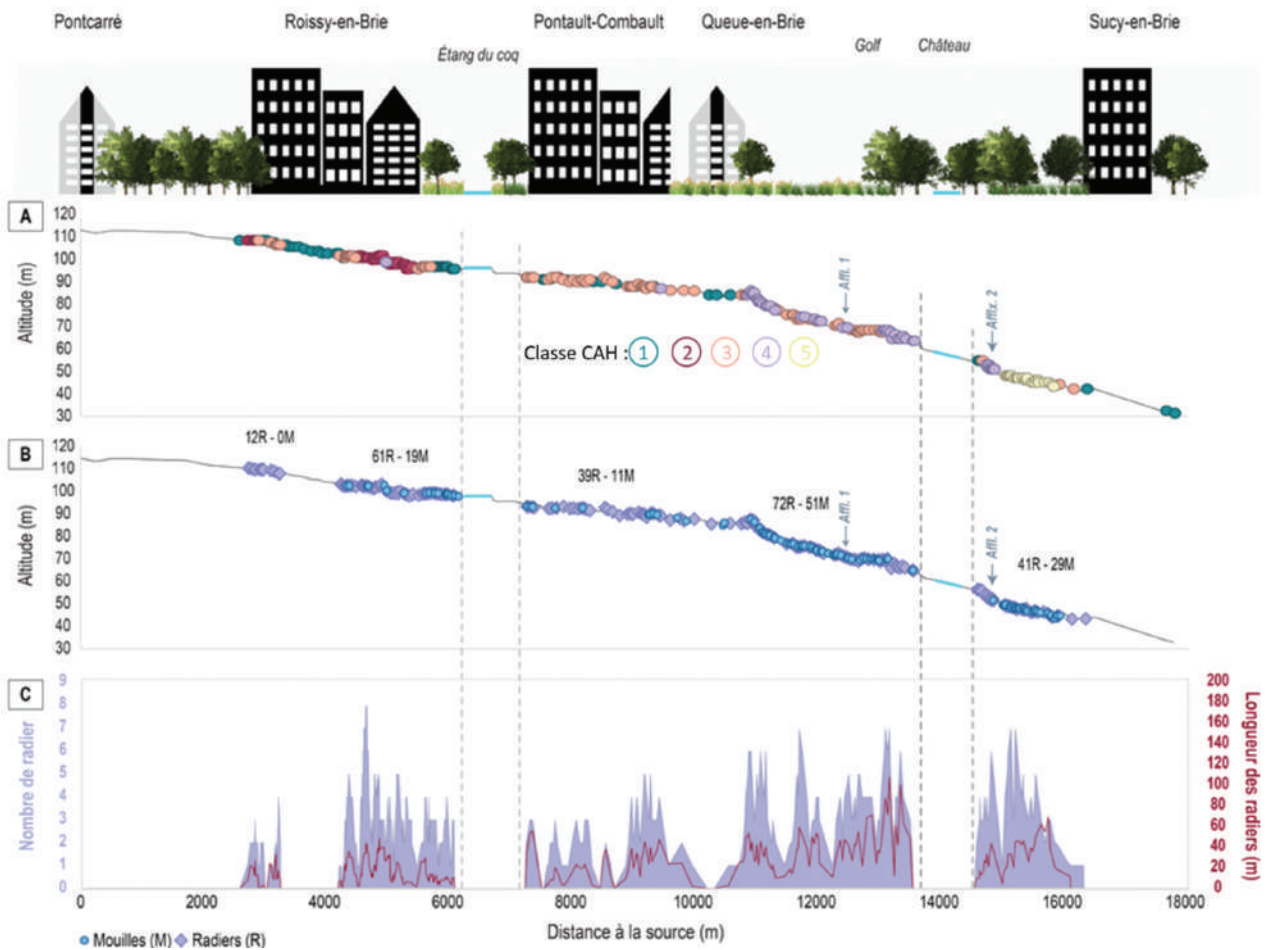 Pontcarré Roissy-en-Brie Pontault-Combault Queue-en-Brie Sucy-en-Brie
Étang du coq Golf Château
A
120
110
100
90
80
70
60
50
40
30
Altitude (m)
Affl. 1
Afflx. 2
Classe CAH : 1 2 3 4 5
B
120
110
100
90
80
70
60
50
40
30
Altitude (m)
12R - 0M
61R - 19M
39R - 11M
72R - 51M
Affl. 1
Affl. 2
41R - 29M
C
9
8
7
6
5
4
3
2
1
0
Nombre de radier
200
180
160
140
120
100
80
60
40
20
0
Longueur des radiers (m)
0 2000 4000 6000 8000 10000 12000 14000 16000 18000
Distance à la source (m)
Mouilles (M) Radiers (R)